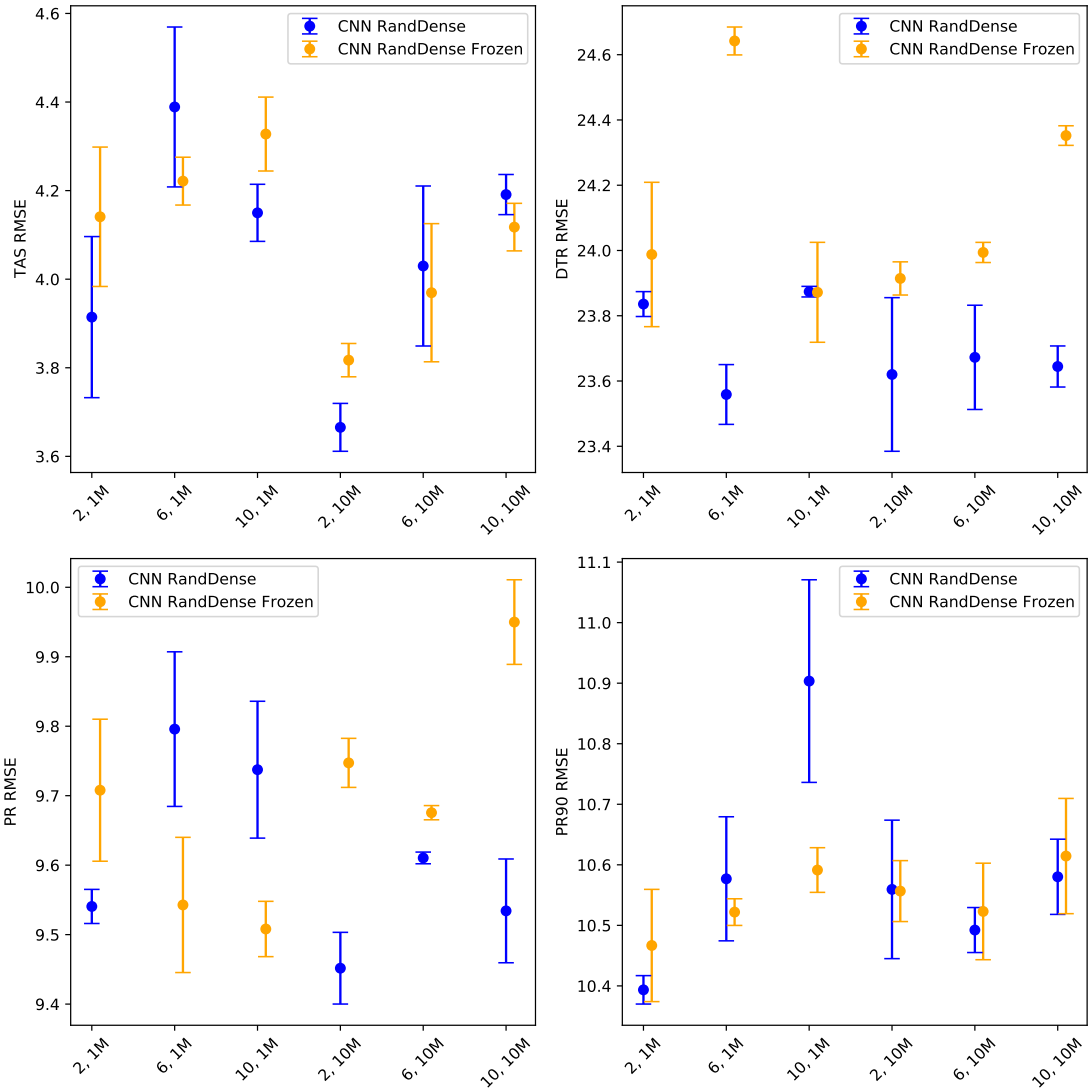 TAS RMSE
4.6
4.4
4.2
4.0
3.8
3.6
CNN RandDense
CNN RandDense Frozen
2, 1M
6, 1M
10, 1M
2, 10M
6, 10M
10, 10M
DTR RMSE
24.6
24.4
24.2
24.0
23.8
23.6
23.4
CNN RandDense
CNN RandDense Frozen
2, 1M
6, 1M
10, 1M
2, 10M
6, 10M
10, 10M
PR RMSE
10.0
9.9
9.8
9.7
9.6
9.5
9.4
CNN RandDense
CNN RandDense Frozen
2, 1M
6, 1M
10, 1M
2, 10M
6, 10M
10, 10M
PR90 RMSE
11.1
11.0
10.9
10.8
10.7
10.6
10.5
10.4
CNN RandDense
CNN RandDense Frozen
2, 1M
6, 1M
10, 1M
2, 10M
6, 10M
10, 10M